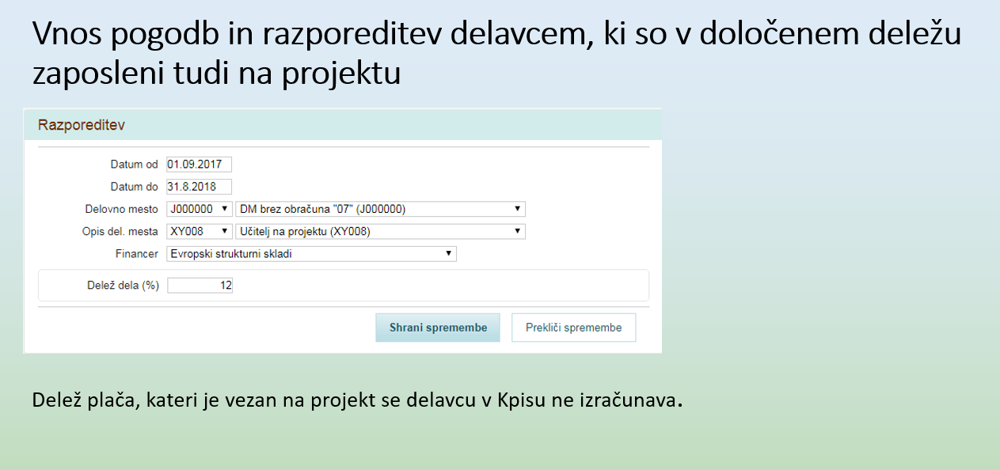 Vnos pogodb in razporeditev delavcem, ki so v določenem deležu
zaposleni tudi na projektu
Razporeditev
Datum od 01.09.2017
Datum do 31.8.2018
Delovno mesto J000000 DM brez obračuna "07" (J000000)
Opis del. mesta XY008 Učitelj na projektu (XY008)
Financer Evropski strukturni skladi
Delež dela (%) 12
Shrani spremembe Prekliči spremembe
Delež plača, kateri je vezan na projekt se delavcu v Kpisu ne izračunava.